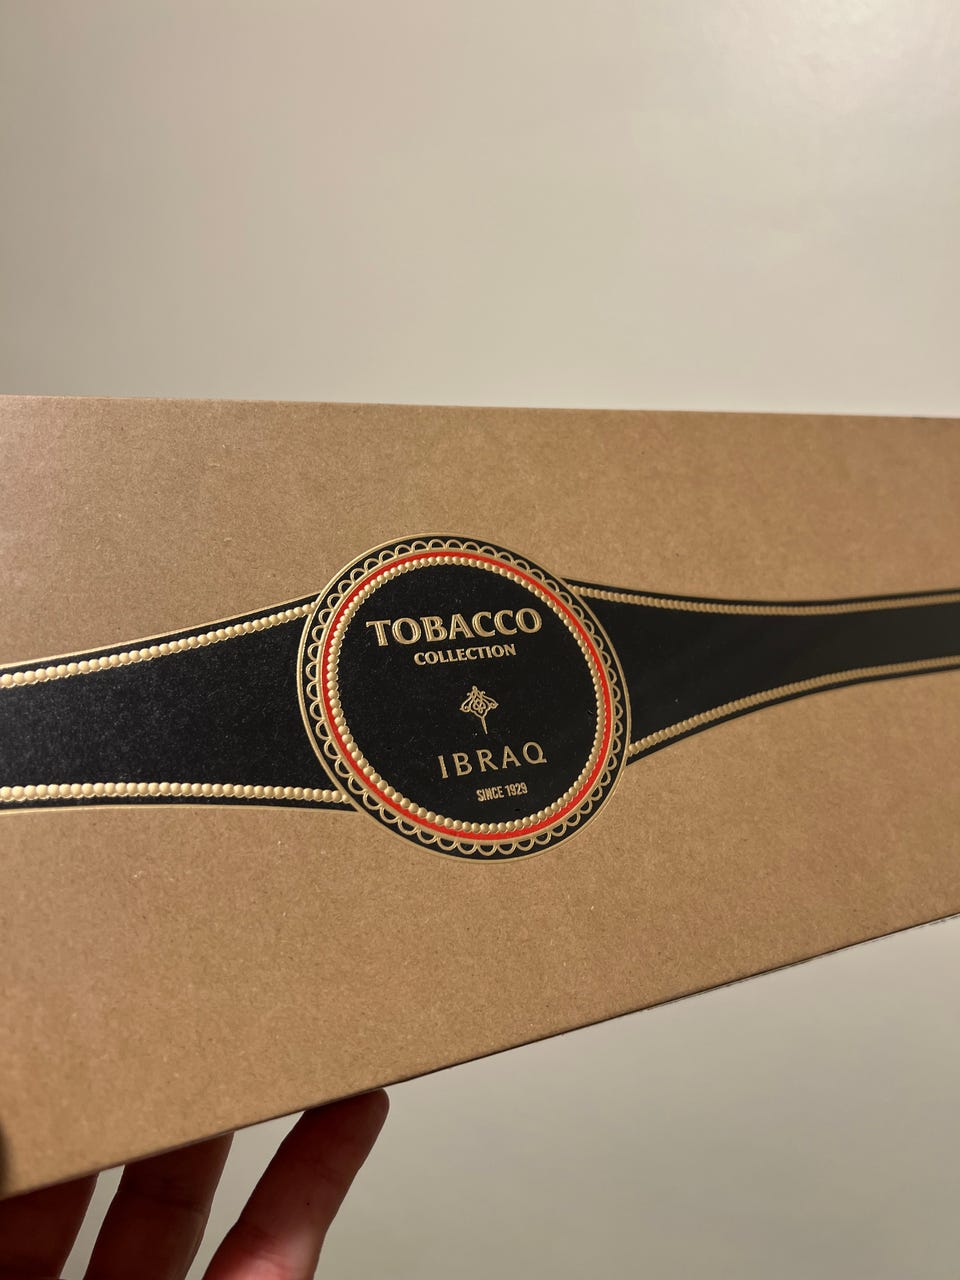 TOBACCO
COLLECTION
IBRAQ
SINCE 1929